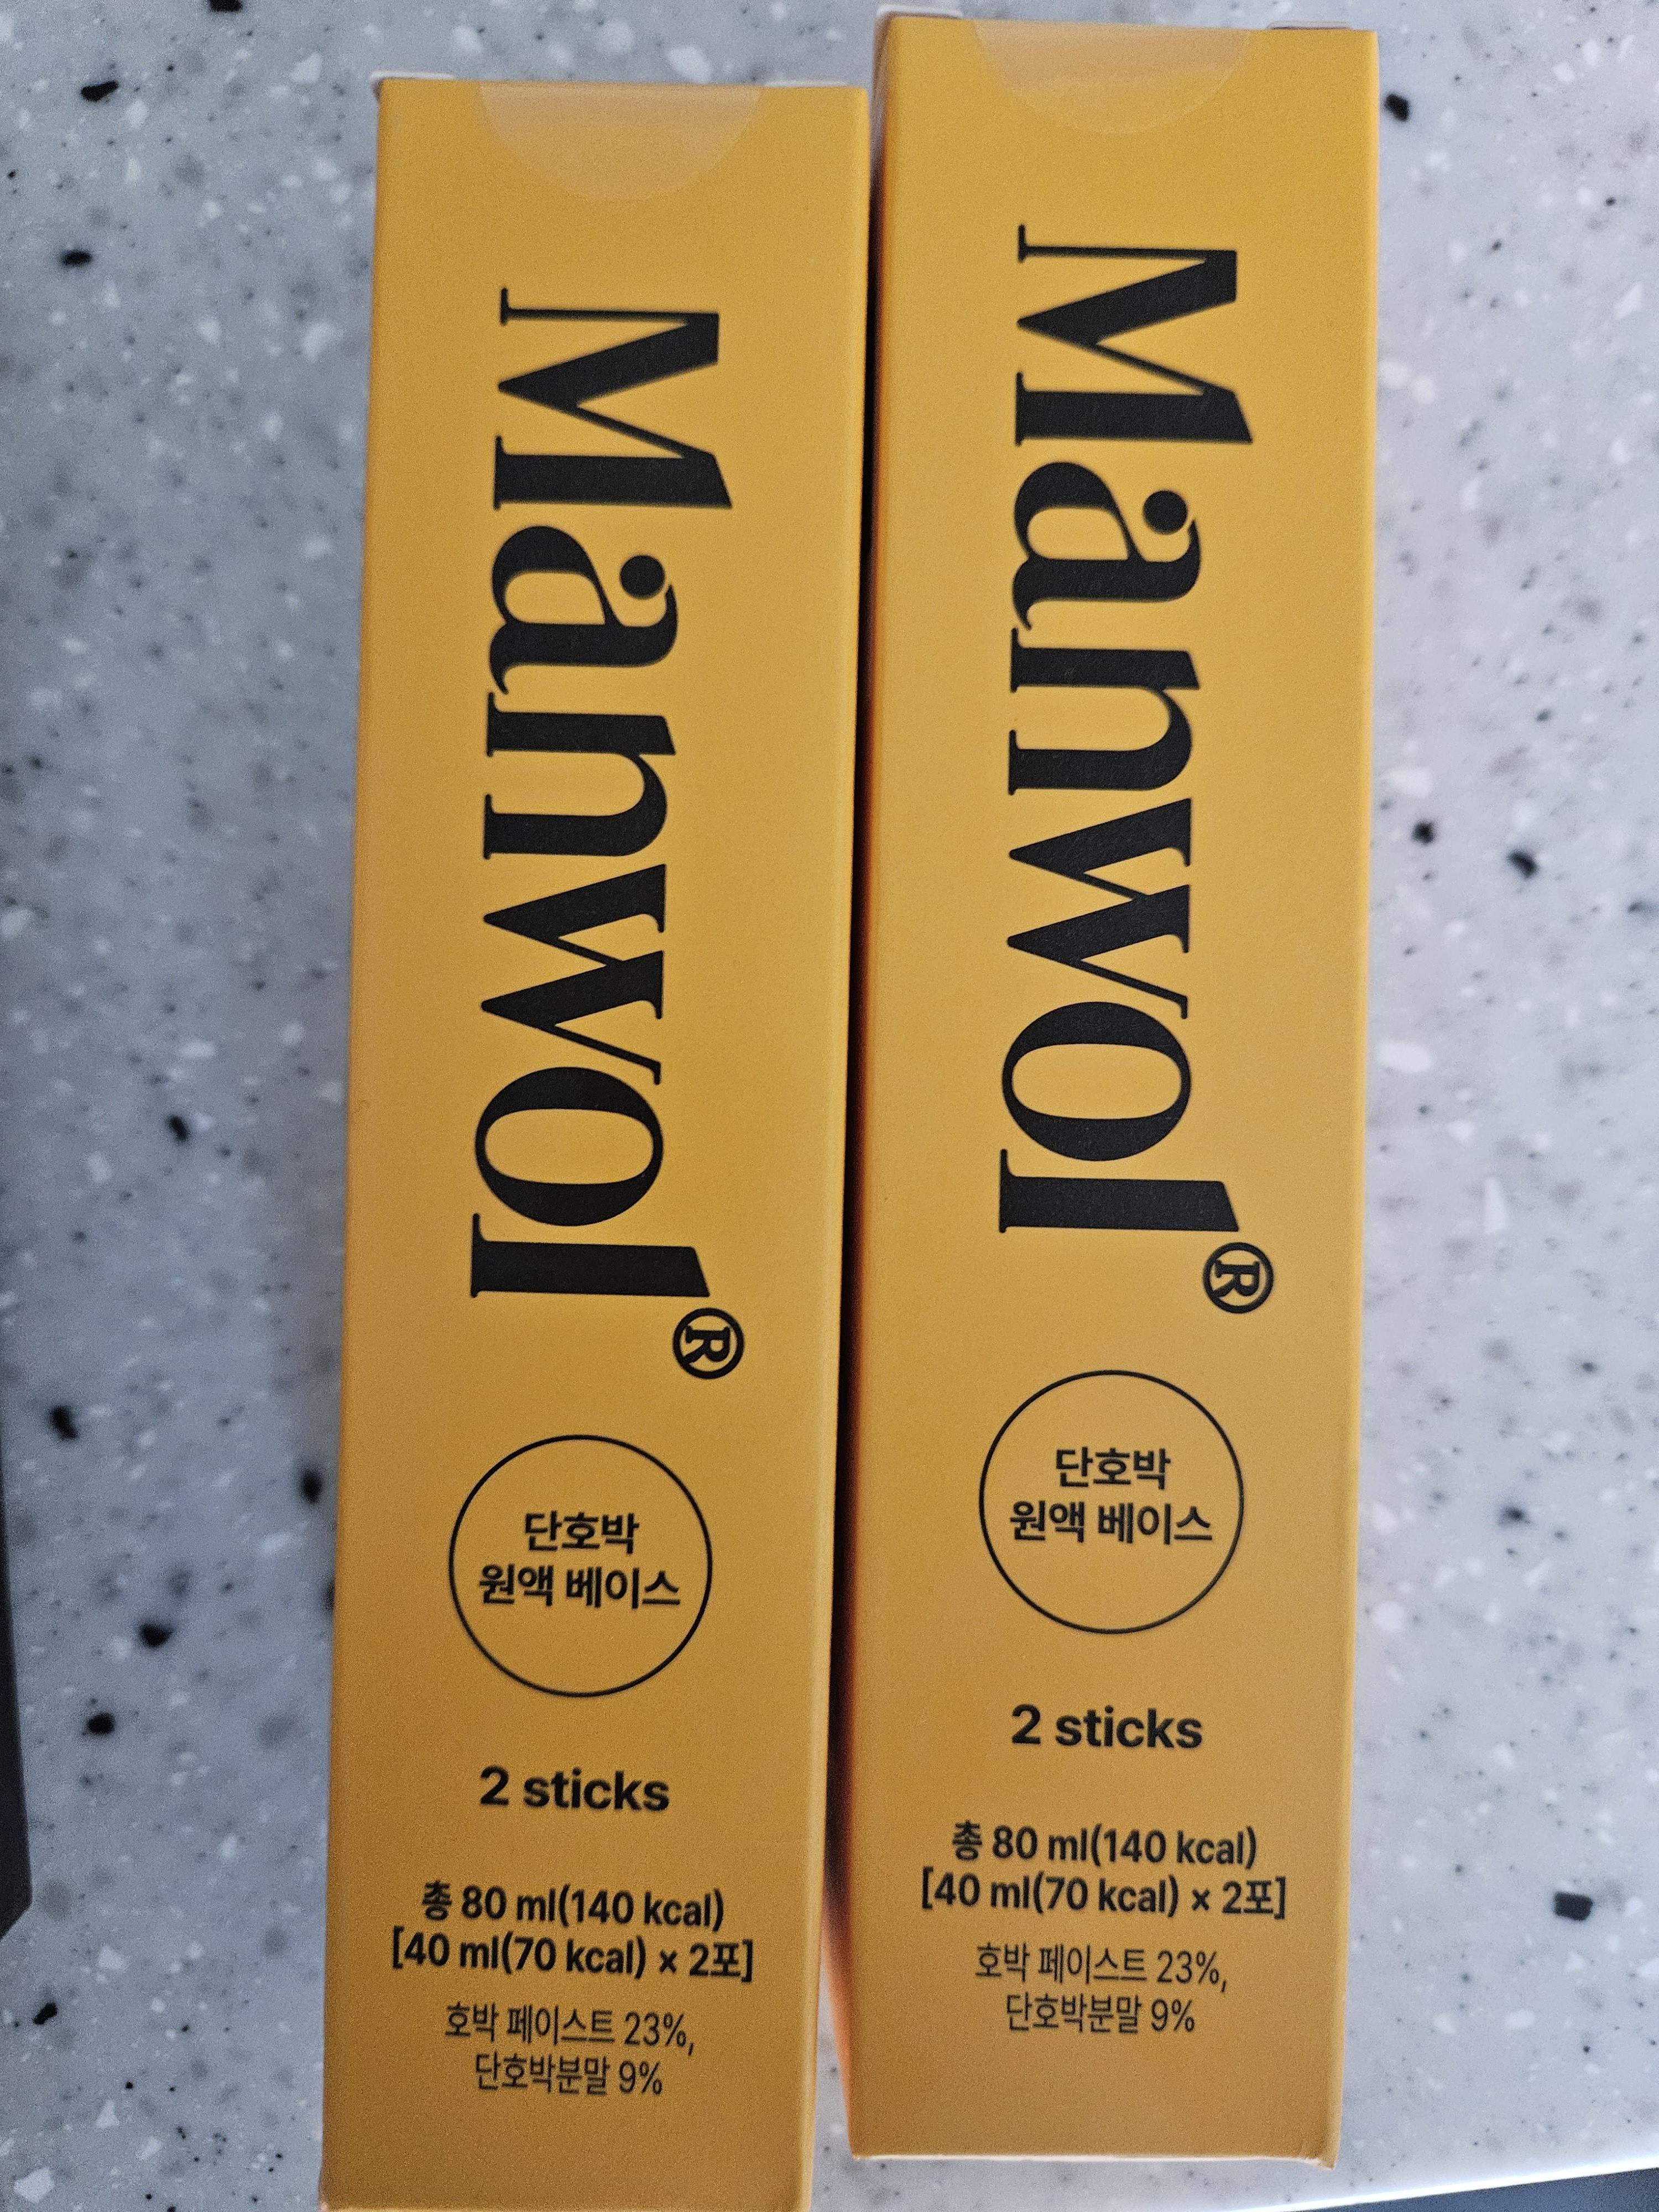 Manwol®
단호박
원액 베이스
2 sticks
총 80 ml(140 kcal)
[40 ml(70 kcal) × 2포]
호박 페이스트 23%,
단호박분말 9%
Manwol®
단호박
원액 베이스
2 sticks
총 80 ml(140 kcal)
[40 ml(70 kcal) × 2포]
호박 페이스트 23%,
단호박분말 9%